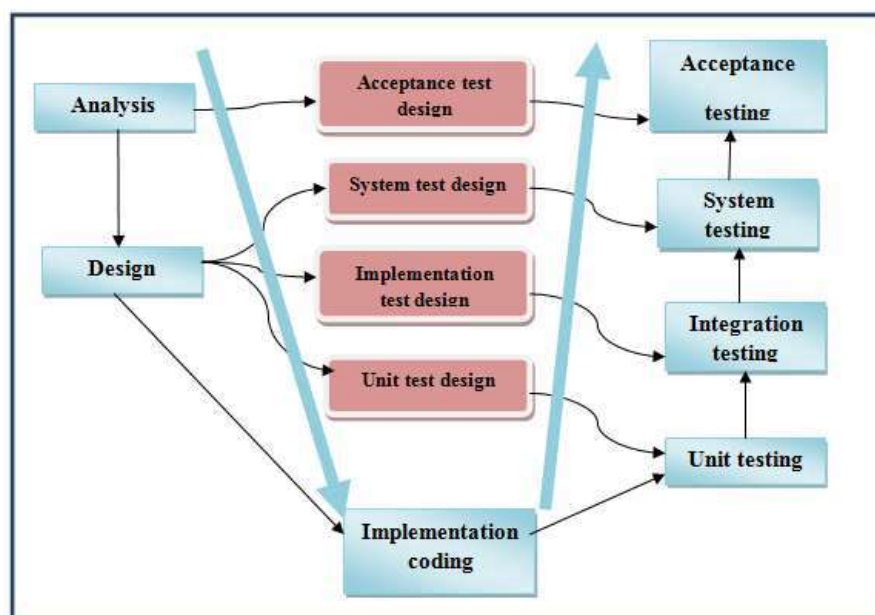 Analysis
Acceptance test
design
Acceptance
testing
System test design
System
testing
Design
Implementation
test design
Integration
testing
Unit test design
Unit testing
Implementation
coding